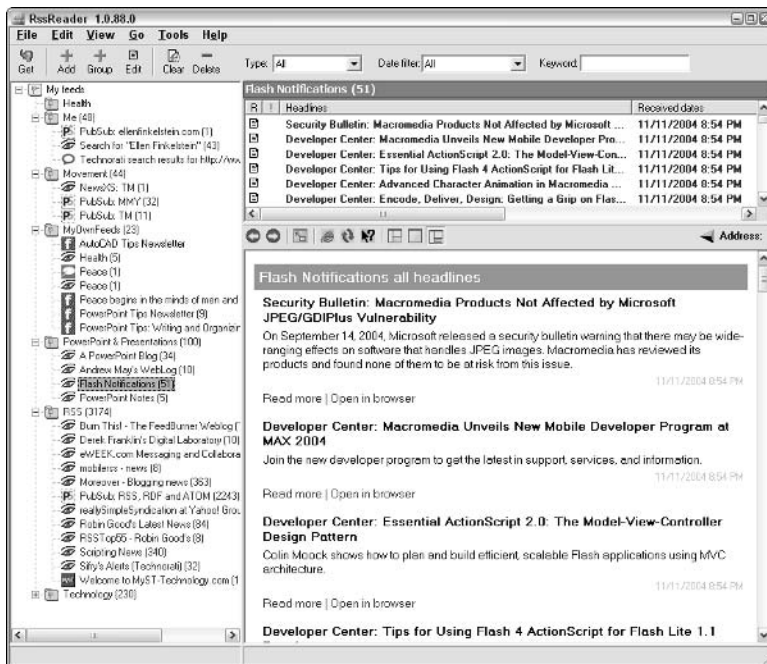 RssReader 1.0.88.0
File Edit View Go Tools Help
Get Add Group Edit Clear Delete Type: All Date filter: All Keyword:
My feeds
Health
Me (48)
PubSub: ellenfinkelstein.com (1)
Search for "Ellen Finkelstein" (43)
Technorati search results for http://
Movement (44)
NewsXS: TM (1)
PubSub: MMY (32)
PubSub: TM (11)
MyOwnFeeds (23)
AutoCAD Tips Newsletter
Health (5)
Peace (1)
Peace (1)
Peace begins in the minds of men and
PowerPoint Tips Newsletter (9)
PowerPoint Tips: Writing and
PowerPoint & Presentations (100)
A PowerPoint Blog (34)
Andrew May's WebLog (10)
Flash Notifications (51)
PowerPoint Notes (5)
RSS (3174)
Burn This! - The FeedBurner Weblog (
Derek Franklin's Digital Laboratory (10)
eWEEK.com Messaging and
mobilerss - news (8)
Moreover - Blogging news (363)
PubSub: RSS, RDF and ATOM (2243)
reallySimpleSyndication at Yahoo!
Robin Good's Latest News (84)
RSSTop55 - Robin Good's (8)
Scripting News (340)
Sifry's Alerts (Technorati) (32)
Welcome to MyST-Technology.com (1
Technology (230)
Flash Notifications (51)
R ! Headlines Received dates
Security Bulletin: Macromedia Products Not Affected by Microsoft ... 11/11/2004 8:54 PM
Developer Center: Macromedia Unveils New Mobile Developer Pro... 11/11/2004 8:54 PM
Developer Center: Essential ActionScript 2.0: The Model-View-Con... 11/11/2004 8:54 PM
Developer Center: Tips for Using Flash 4 ActionScript for Flash Lit... 11/11/2004 8:54 PM
Developer Center: Advanced Character Animation in Macromedia ... 11/11/2004 8:54 PM
Developer Center: Encode, Deliver, Design: Getting a Grip on Flas... 11/11/2004 8:54 PM
Address:
Flash Notifications all headlines
Security Bulletin: Macromedia Products Not Affected by Microsoft
JPEG/GDIPlus Vulnerability
On September 14, 2004, Microsoft released a security bulletin warning that there may be wide-
ranging effects on software that handles JPEG images. Macromedia has reviewed its
products and found none of them to be at risk from this issue.
11/11/2004 8:54 PM
Read more | Open in browser
Developer Center: Macromedia Unveils New Mobile Developer Program at
MAX 2004
Join the new developer program to get the latest in support, services, and information.
11/11/2004 8:54 PM
Read more | Open in browser
Developer Center: Essential ActionScript 2.0: The Model-View-Controller
Design Pattern
Colin Moock shows how to plan and build efficient, scalable Flash applications using MVC
architecture.
11/11/2004 8:54 PM
Read more | Open in browser
Developer Center: Tips for Using Flash 4 ActionScript for Flash Lite 1.1